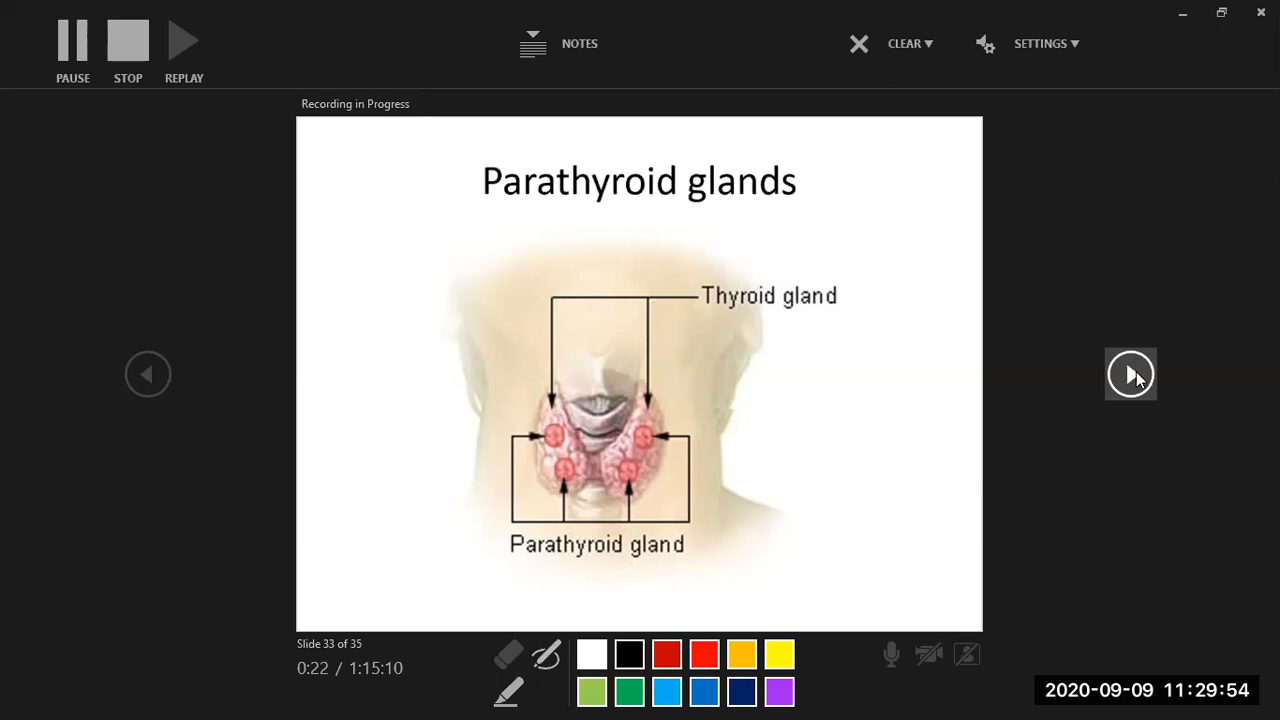 PAUSE STOP REPLAY
NOTES
CLEAR
SETTINGS
Recording in Progress
Parathyroid glands
Thyroid gland
Parathyroid gland
Slide 33 of 35
0:22 / 1:15:10
2020-09-09 11:29:54